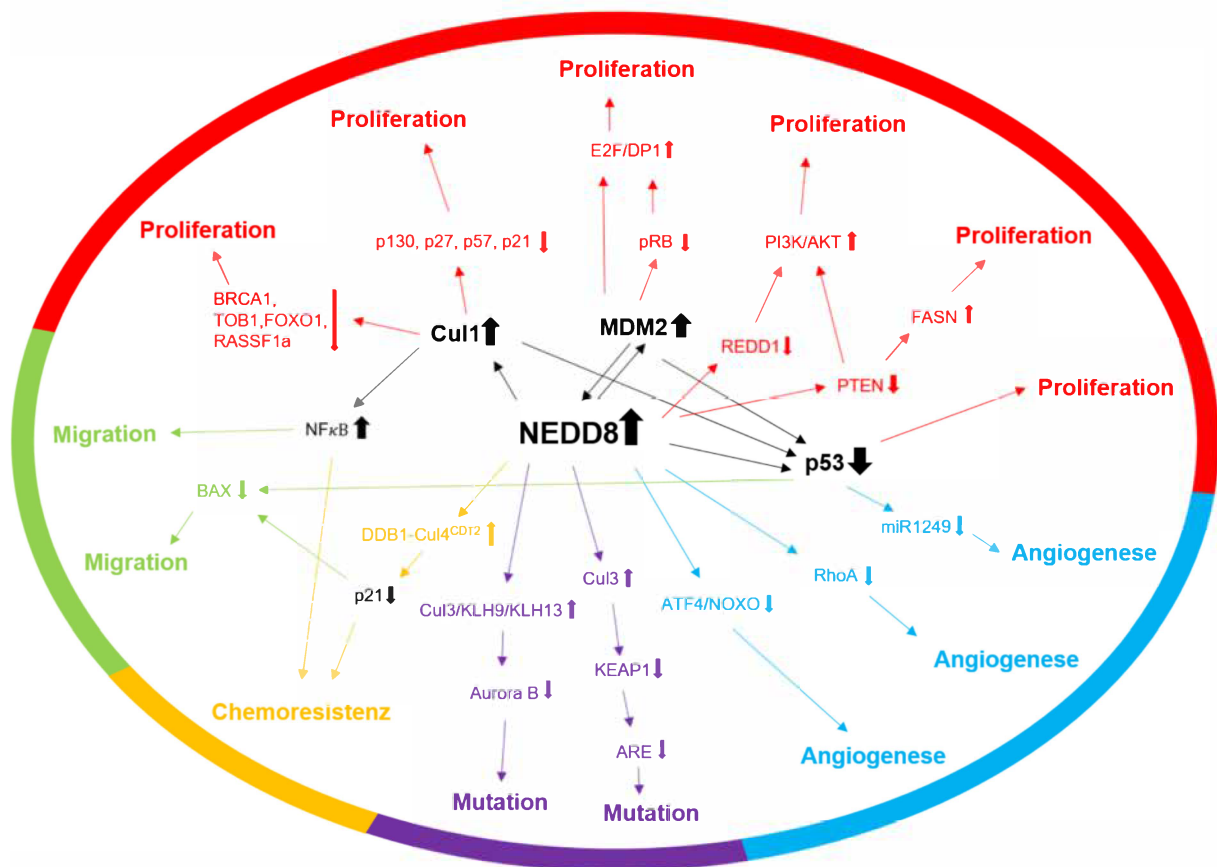 Proliferation
Proliferation
Proliferation
E2F/DP1
Proliferation
p130, p27, p57, p21
pRB
PI3K/AKT
Proliferation
BRCA1,
TOB1,FOXO1,
RASSF1a
Cul1
MDM2
REDD1
FASN
PTEN
Proliferation
Migration
NFκB
NEDD8
p53
BAX
DDB1-Cul4CDT2
miR1249
Angiogenese
Migration
p21
Cul3/KLH9/KLH13
Cul3
ATF4/NOXO
RhoA
Angiogenese
KEAP1
Aurora B
Chemoresistenz
ARE
Angiogenese
Mutation
Mutation